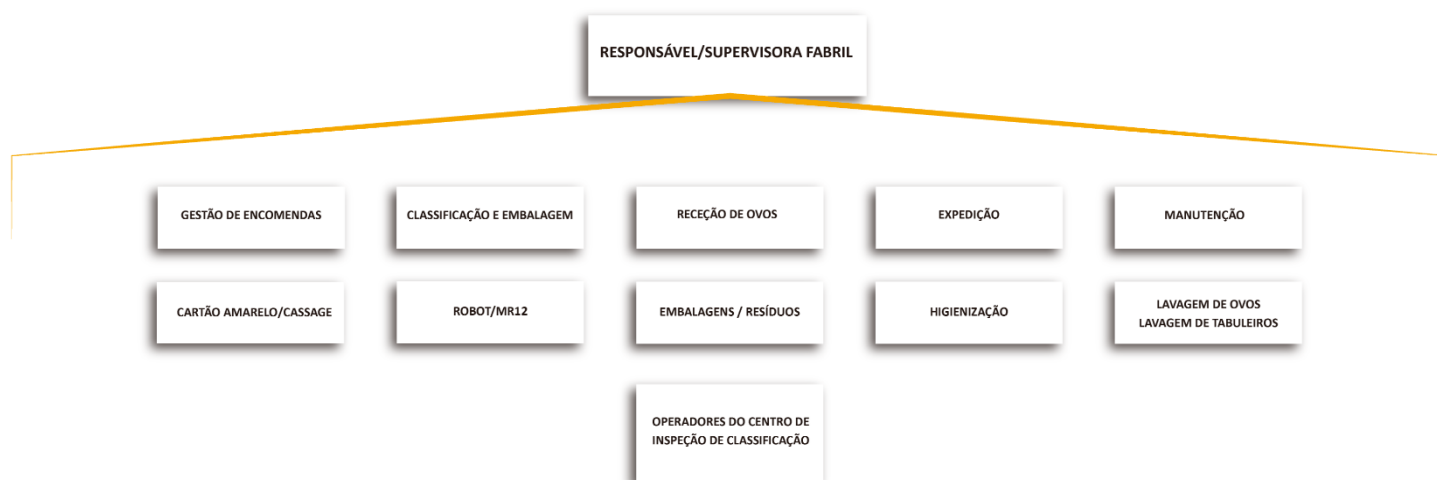 RESPONSÁVEL/SUPERVISORA FABRIL
GESTÃO DE ENCOMENDAS
CLASSIFICAÇÃO E EMBALAGEM
RECEÇÃO DE OVOS
EXPEDIÇÃO
MANUTENÇÃO
CARTÃO AMARELO/CASSAGE
ROBOT/MR12
EMBALAGENS / RESÍDUOS
HIGIENIZAÇÃO
LAVAGEM DE OVOS
LAVAGEM DE TABULEIROS
OPERADORES DO CENTRO DE
INSPEÇÃO DE CLASSIFICAÇÃO